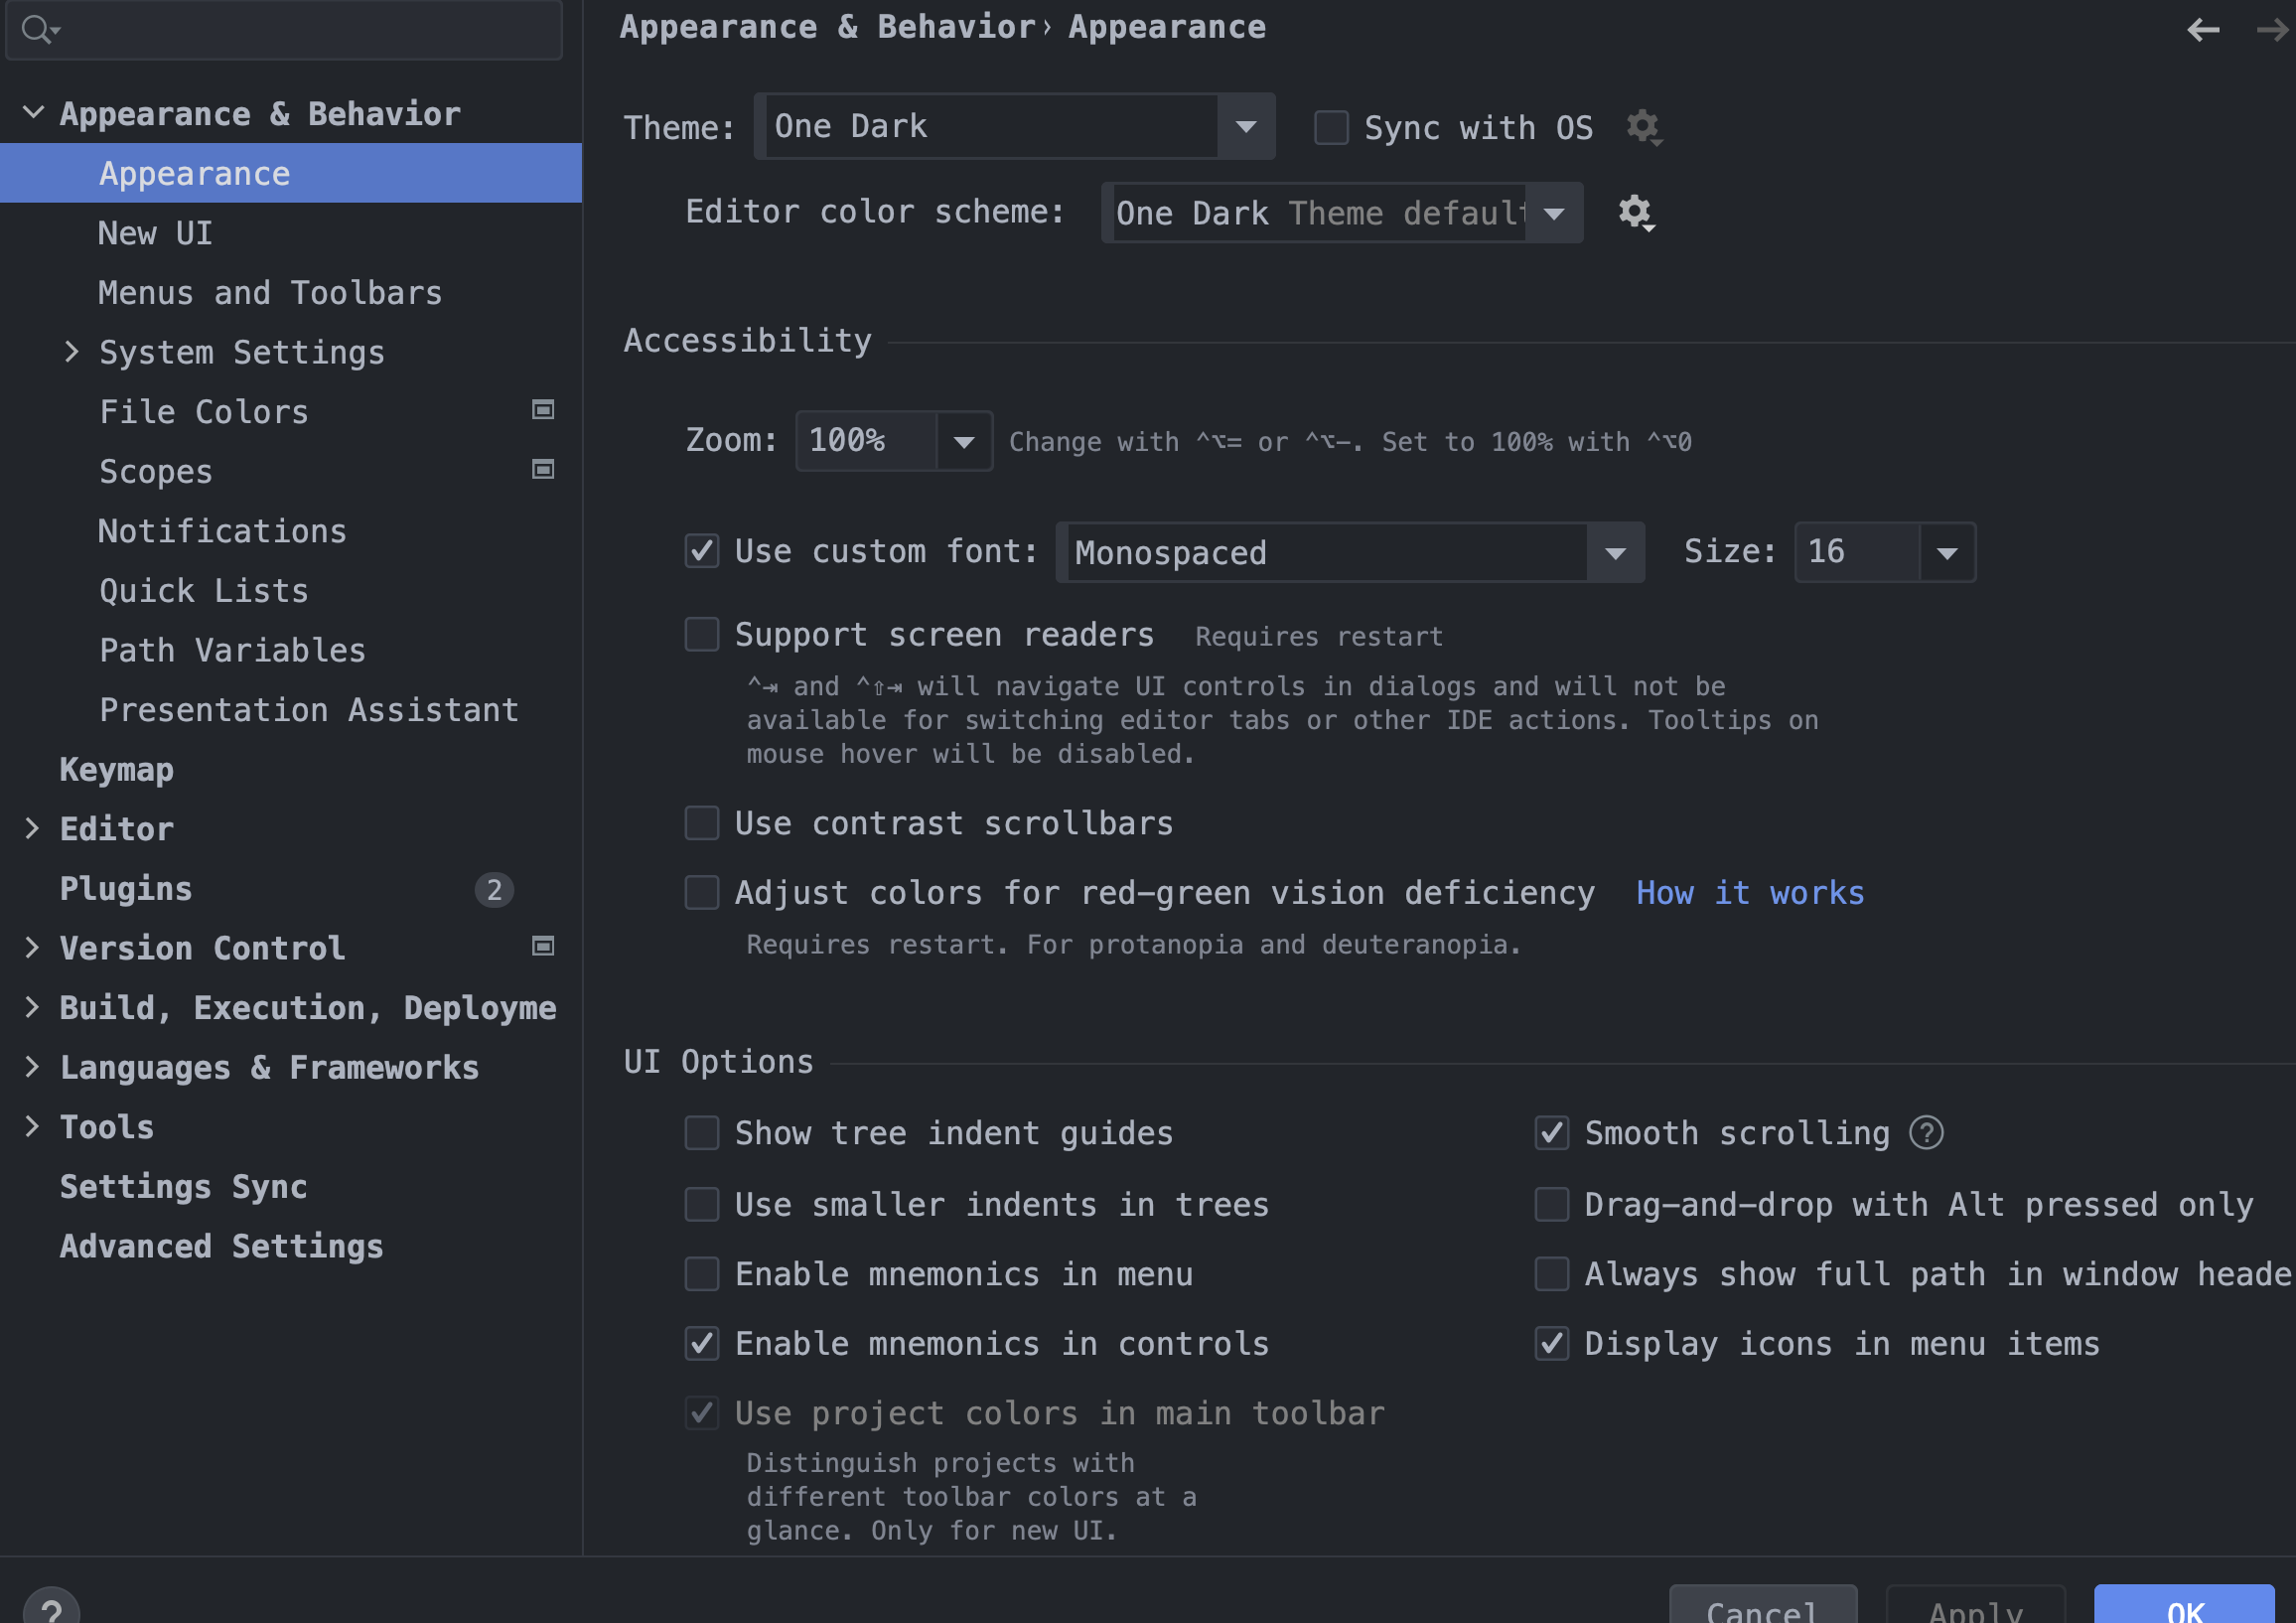 Appearance & Behavior
Appearance
New UI
Menus and Toolbars
System Settings
File Colors
Scopes
Notifications
Quick Lists
Path Variables
Presentation Assistant
Keymap
Editor
Plugins 2
Version Control
Build, Execution, Deployme
Languages & Frameworks
Tools
Settings Sync
Advanced Settings
Appearance & Behavior › Appearance
Theme: One Dark Sync with OS
Editor color scheme: One Dark Theme default
Accessibility
Zoom: 100% Change with ⌃⌥= or ⌃⌥−. Set to 100% with ⌃⌥0
Use custom font: Monospaced Size: 16
Support screen readers Requires restart
⌃⇥ and ⌃⇧⇥ will navigate UI controls in dialogs and will not be
available for switching editor tabs or other IDE actions. Tooltips on
mouse hover will be disabled.
Use contrast scrollbars
Adjust colors for red-green vision deficiency How it works
Requires restart. For protanopia and deuteranopia.
UI Options
Show tree indent guides
Smooth scrolling ?
Use smaller indents in trees
Drag-and-drop with Alt pressed only
Enable mnemonics in menu
Always show full path in window heade
Enable mnemonics in controls
Display icons in menu items
Use project colors in main toolbar
Distinguish projects with
different toolbar colors at a
glance. Only for new UI.
? Cancel Apply OK